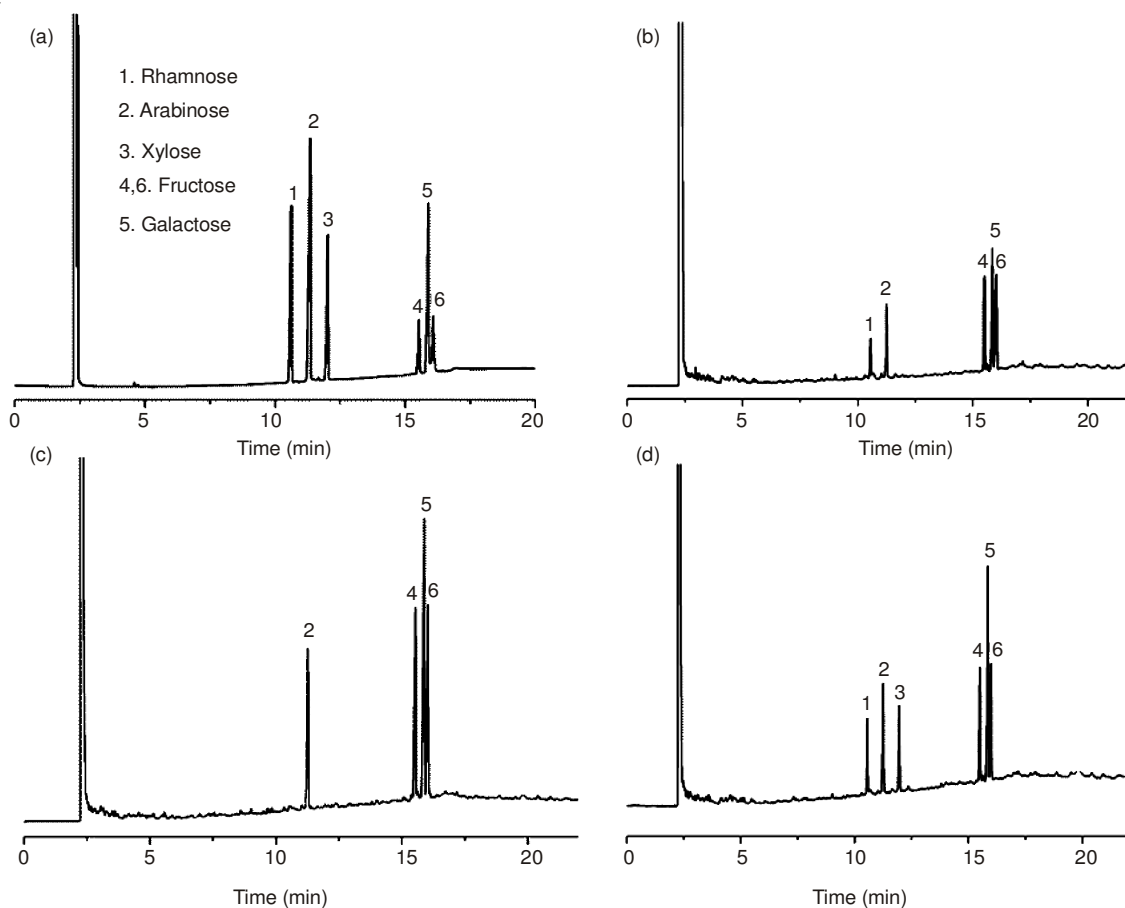 (a)
1. Rhamnose
2. Arabinose
3. Xylose
4,6. Fructose
5. Galactose
1
2
3
4
5
6
0 5 10 15 20
Time (min)
(b)
1
2
4
5
6
0 5 10 15 20
Time (min)
(c)
2
4
5
6
0 5 10 15 20
Time (min)
(d)
1
2
3
4
5
6
0 5 10 15 20
Time (min)